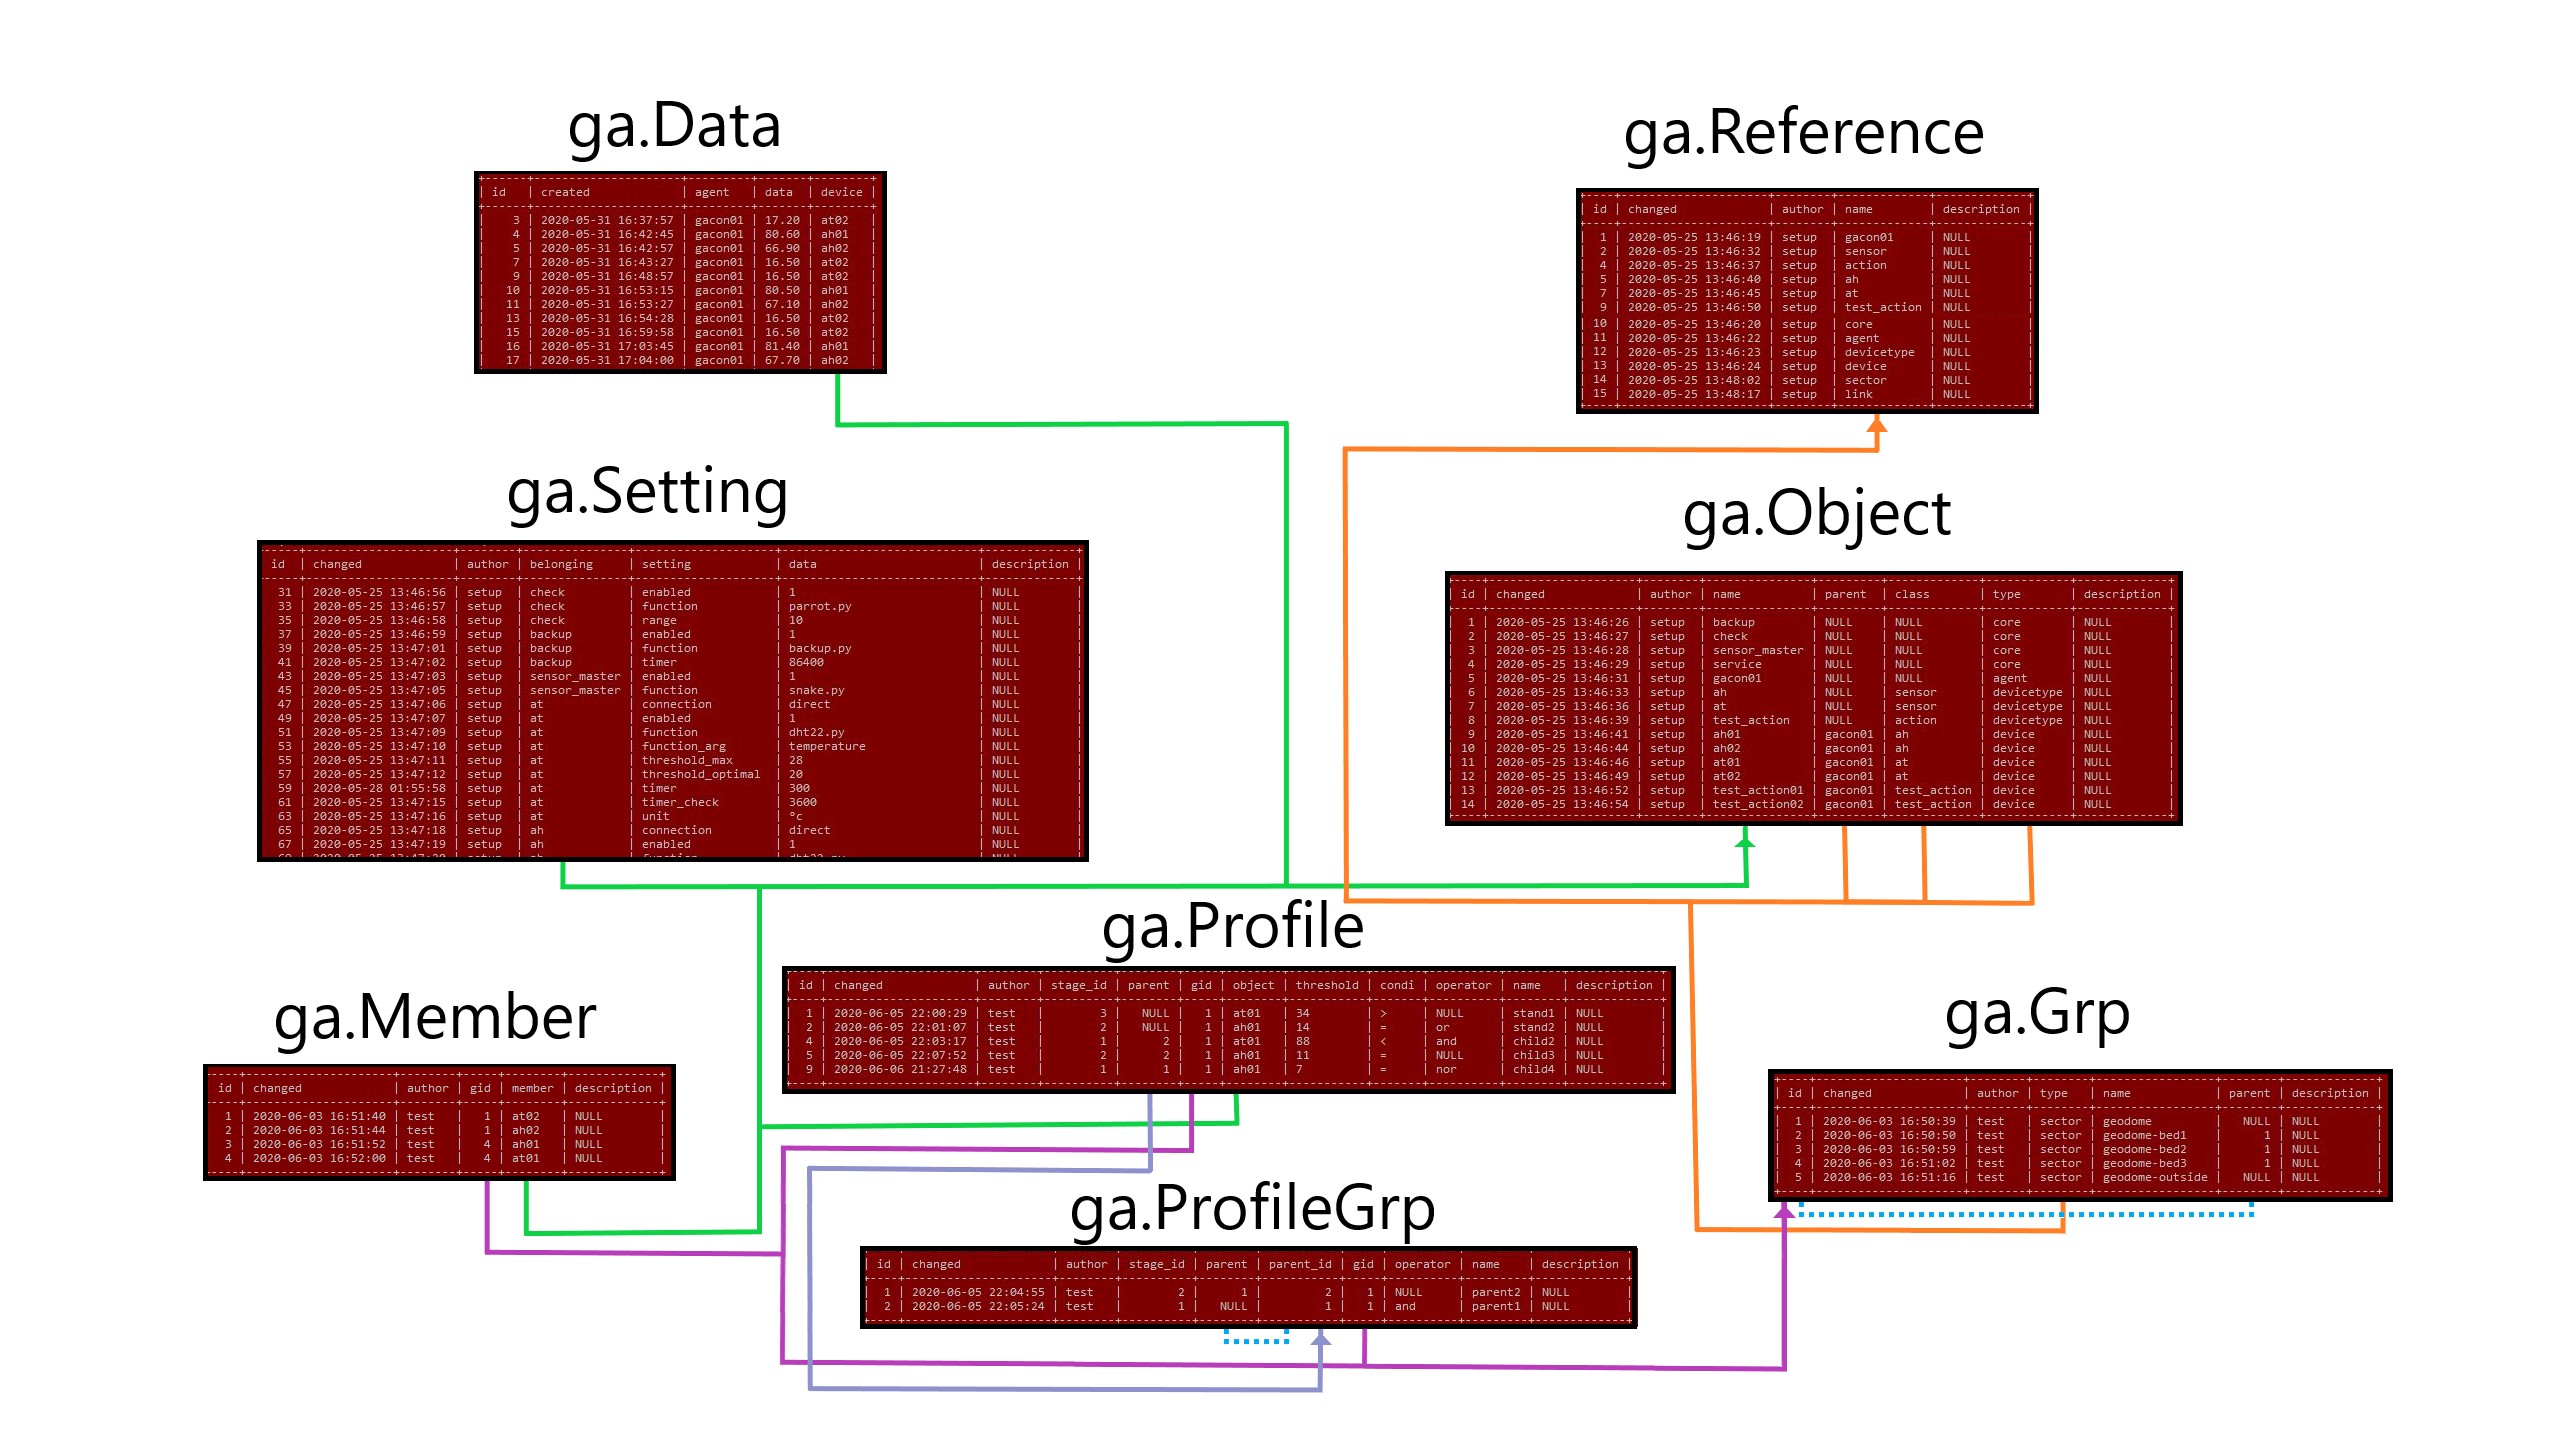 ga.Data
id | created | agent | data | device
3 | 2020-05-31 16:37:57 | gacon01 | 17.20 | at02
4 | 2020-05-31 16:42:45 | gacon01 | 80.60 | ah01
5 | 2020-05-31 16:42:57 | gacon01 | 66.90 | ah02
7 | 2020-05-31 16:43:27 | gacon01 | 16.50 | at02
9 | 2020-05-31 16:48:57 | gacon01 | 16.50 | at02
10 | 2020-05-31 16:53:15 | gacon01 | 80.50 | ah01
11 | 2020-05-31 16:53:27 | gacon01 | 67.10 | ah02
13 | 2020-05-31 16:54:28 | gacon01 | 16.50 | at02
15 | 2020-05-31 16:59:58 | gacon01 | 16.50 | at02
16 | 2020-05-31 17:03:45 | gacon01 | 81.40 | ah01
17 | 2020-05-31 17:04:00 | gacon01 | 67.70 | ah02
ga.Reference
id | changed | author | name | description
1 | 2020-05-25 13:46:19 | setup | gacon01 | NULL
2 | 2020-05-25 13:46:32 | setup | sensor | NULL
4 | 2020-05-25 13:46:37 | setup | action | NULL
5 | 2020-05-25 13:46:40 | setup | ah | NULL
7 | 2020-05-25 13:46:45 | setup | at | NULL
9 | 2020-05-25 13:46:50 | setup | test_action | NULL
10 | 2020-05-25 13:46:20 | setup | core | NULL
11 | 2020-05-25 13:46:22 | setup | agent | NULL
12 | 2020-05-25 13:46:23 | setup | devicetype | NULL
13 | 2020-05-25 13:46:24 | setup | device | NULL
14 | 2020-05-25 13:48:02 | setup | sector | NULL
15 | 2020-05-25 13:48:17 | setup | link | NULL
ga.Setting
id | changed | author | belonging | setting | data | description
31 | 2020-05-25 13:46:56 | setup | check | enabled | 1 | NULL
33 | 2020-05-25 13:46:57 | setup | check | function | parrot.py | NULL
35 | 2020-05-25 13:46:58 | setup | check | range | 10 | NULL
37 | 2020-05-25 13:46:59 | setup | backup | enabled | 1 | NULL
39 | 2020-05-25 13:47:01 | setup | backup | function | backup.py | NULL
41 | 2020-05-25 13:47:02 | setup | backup | timer | 86400 | NULL
43 | 2020-05-25 13:47:03 | setup | sensor_master | enabled | 1 | NULL
45 | 2020-05-25 13:47:05 | setup | sensor_master | function | snake.py | NULL
47 | 2020-05-25 13:47:06 | setup | at | connection | direct | NULL
49 | 2020-05-25 13:47:07 | setup | at | enabled | 1 | NULL
51 | 2020-05-25 13:47:09 | setup | at | function | dht22.py | NULL
53 | 2020-05-25 13:47:10 | setup | at | function_arg | temperature | NULL
55 | 2020-05-25 13:47:11 | setup | at | threshold_max | 28 | NULL
57 | 2020-05-25 13:47:12 | setup | at | threshold_optimal | 20 | NULL
59 | 2020-05-28 01:55:58 | setup | at | timer | 300 | NULL
61 | 2020-05-25 13:47:15 | setup | at | timer_check | 3600 | NULL
63 | 2020-05-25 13:47:16 | setup | at | unit | °c | NULL
65 | 2020-05-25 13:47:18 | setup | ah | connection | direct | NULL
67 | 2020-05-25 13:47:19 | setup | ah | enabled | 1 | NULL
ga.Object
id | changed | author | name | parent | class | type | description
1 | 2020-05-25 13:46:26 | setup | backup | NULL | NULL | core | NULL
2 | 2020-05-25 13:46:27 | setup | check | NULL | NULL | core | NULL
3 | 2020-05-25 13:46:28 | setup | sensor_master | NULL | NULL | core | NULL
4 | 2020-05-25 13:46:29 | setup | service | NULL | NULL | core | NULL
5 | 2020-05-25 13:46:31 | setup | gacon01 | NULL | NULL | agent | NULL
6 | 2020-05-25 13:46:33 | setup | ah | NULL | sensor | devicetype | NULL
7 | 2020-05-25 13:46:36 | setup | at | NULL | sensor | devicetype | NULL
8 | 2020-05-25 13:46:39 | setup | test_action | NULL | action | devicetype | NULL
9 | 2020-05-25 13:46:41 | setup | ah01 | gacon01 | ah | device | NULL
10 | 2020-05-25 13:46:44 | setup | ah02 | gacon01 | ah | device | NULL
11 | 2020-05-25 13:46:46 | setup | at01 | gacon01 | at | device | NULL
12 | 2020-05-25 13:46:49 | setup | at02 | gacon01 | at | device | NULL
13 | 2020-05-25 13:46:52 | setup | test_action01 | gacon01 | test_action | device | NULL
14 | 2020-05-25 13:46:54 | setup | test_action02 | gacon01 | test_action | device | NULL
ga.Profile
id | changed | author | stage_id | parent | gid | object | threshold | condi | operator | name | description
1 | 2020-06-05 22:00:29 | test | 3 | NULL | 1 | at01 | 34 | > | NULL | stand1 | NULL
2 | 2020-06-05 22:01:07 | test | 2 | NULL | 1 | ah01 | 14 | = | or | stand2 | NULL
4 | 2020-06-05 22:03:17 | test | 1 | 2 | 1 | at01 | 88 | < | and | child2 | NULL
5 | 2020-06-05 22:07:52 | test | 2 | 2 | 1 | ah01 | 11 | = | NULL | child3 | NULL
9 | 2020-06-06 21:27:48 | test | 1 | 1 | 1 | ah01 | 7 | = | nor | child4 | NULL
ga.Member
id | changed | author | gid | member | description
1 | 2020-06-03 16:51:40 | test | 1 | at02 | NULL
2 | 2020-06-03 16:51:44 | test | 1 | ah02 | NULL
3 | 2020-06-03 16:51:52 | test | 4 | ah01 | NULL
4 | 2020-06-03 16:52:00 | test | 4 | at01 | NULL
ga.Grp
id | changed | author | type | name | parent | description
1 | 2020-06-03 16:50:39 | test | sector | geodome | NULL | NULL
2 | 2020-06-03 16:50:50 | test | sector | geodome-bed1 | 1 | NULL
3 | 2020-06-03 16:50:59 | test | sector | geodome-bed2 | 1 | NULL
4 | 2020-06-03 16:51:02 | test | sector | geodome-bed3 | 1 | NULL
5 | 2020-06-03 16:51:16 | test | sector | geodome-outside | NULL | NULL
ga.ProfileGrp
id | changed | author | stage_id | parent | parent_id | gid | operator | name | description
1 | 2020-06-05 22:04:55 | test | 2 | 1 | 2 | 1 | NULL | parent2 | NULL
2 | 2020-06-05 22:05:24 | test | 1 | NULL | 1 | 1 | and | parent1 | NULL